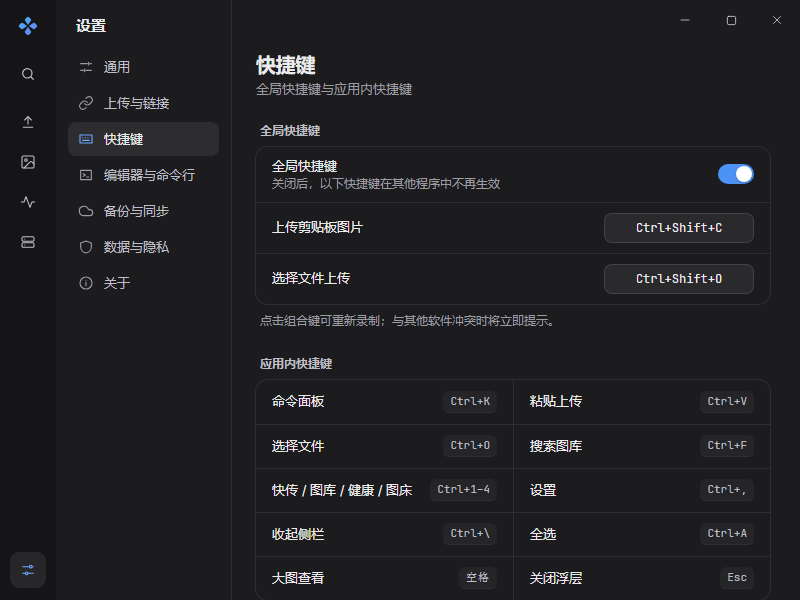 设置
通用
上传与链接
快捷键
编辑器与命令行
备份与同步
数据与隐私
关于
快捷键
全局快捷键与应用内快捷键
全局快捷键
全局快捷键
关闭后，以下快捷键在其他程序中不再生效
上传剪贴板图片 Ctrl+Shift+C
选择文件上传 Ctrl+Shift+O
点击组合键可重新录制；与其他软件冲突时将立即提示。
应用内快捷键
命令面板 Ctrl+K 粘贴上传 Ctrl+V
选择文件 Ctrl+O 搜索图库 Ctrl+F
快传 / 图库 / 健康 / 图床 Ctrl+1-4 设置 Ctrl+,
收起侧栏 Ctrl+\ 全选 Ctrl+A
大图查看 空格 关闭浮层 Esc